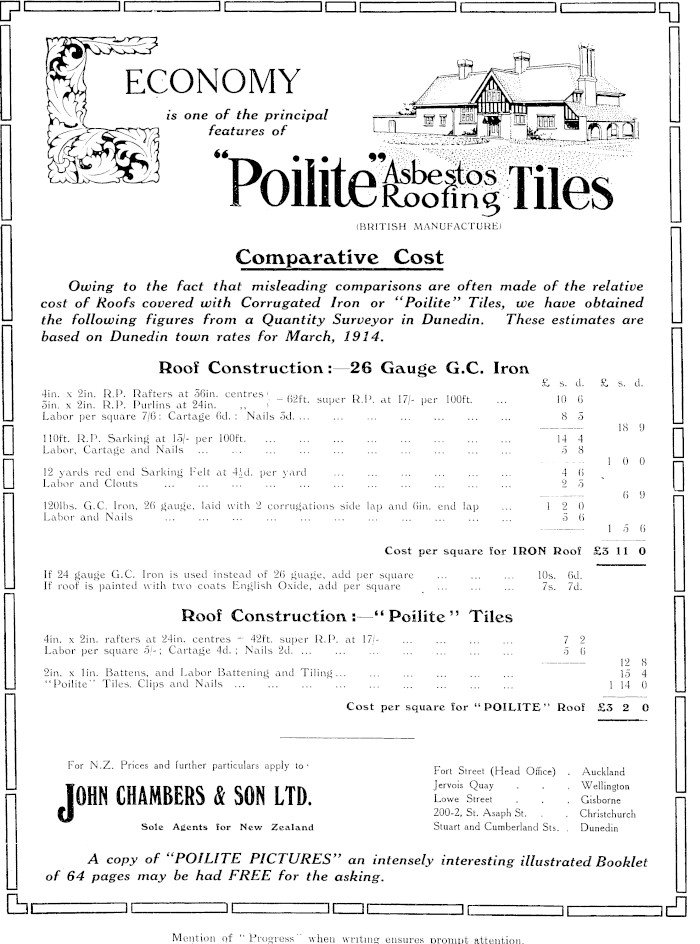 ECONOMY
is one of the principal
features of
"Poilite" Asbestos Roofing Tiles
(BRITISH MANUFACTURE)
Comparative Cost
Owing to the fact that misleading comparisons are often made of the relative
cost of Roofs covered with Corrugated Iron or "Poilite" Tiles, we have obtained
the following figures from a Quantity Surveyor in Dunedin. These estimates are
based on Dunedin town rates for March, 1914.
Roof Construction:—26 Gauge G.C. Iron
£ s. d. £ s. d.
4in. x 2in. R.P. Rafters at 36in. centres
3in. x 2in. R.P. Purlins at 24in. ,, } = 62ft. super R.P. at 17/- per 100ft. ... 10 6
Labor per square 7/6: Cartage 6d.: Nails 5d. ... ... ... ... ... ... 8 5
18 9
110ft. R.P. Sarking at 13/- per 100ft. ... ... ... ... ... ... 14 4
Labor, Cartage and Nails ... ... ... ... ... ... ... 5 8
1 0 0
12 yards red end Sarking Felt at 4½d. per yard ... ... ... ... ... 4 6
Labor and Clouts ... ... ... ... ... ... ... ... 2 3
6 9
120lbs. G.C. Iron, 26 gauge, laid with 2 corrugations side lap and 6in. end lap ... 1 2 0
Labor and Nails ... ... ... ... ... ... ... ... 3 6
1 5 6
Cost per square for IRON Roof £3 11 0
If 24 gauge G.C. Iron is used instead of 26 guage, add per square ... ... ... 10s. 6d.
If roof is painted with two coats English Oxide, add per square . ... ... ... 7s. 7d.
Roof Construction:—"Poilite" Tiles
4in. x 2in. rafters at 24in. centres = 42ft. super R.P. at 17/- ... ... ... ... 7 2
Labor per square 5/-; Cartage 4d.; Nails 2d. ... ... ... ... ... ... 5 6
12 8
2in. x 1in. Battens, and Labor Battening and Tiling ... ... ... ... ... ... 15 4
"Poilite" Tiles, Clips and Nails ... ... ... ... ... ... ... 1 14 0
Cost per square for "POILITE" Roof £3 2 0
For N.Z. Prices and further particulars apply to
JOHN CHAMBERS & SON LTD.
Sole Agents for New Zealand
Fort Street (Head Office) . Auckland
Jervois Quay . . . Wellington
Lowe Street . . . Gisborne
200-2, St. Asaph St. . . Christchurch
Stuart and Cumberland Sts. . Dunedin
A copy of "POILITE PICTURES" an intensely interesting illustrated Booklet
of 64 pages may be had FREE for the asking.
Mention of "Progress" when writing ensures prompt attention.